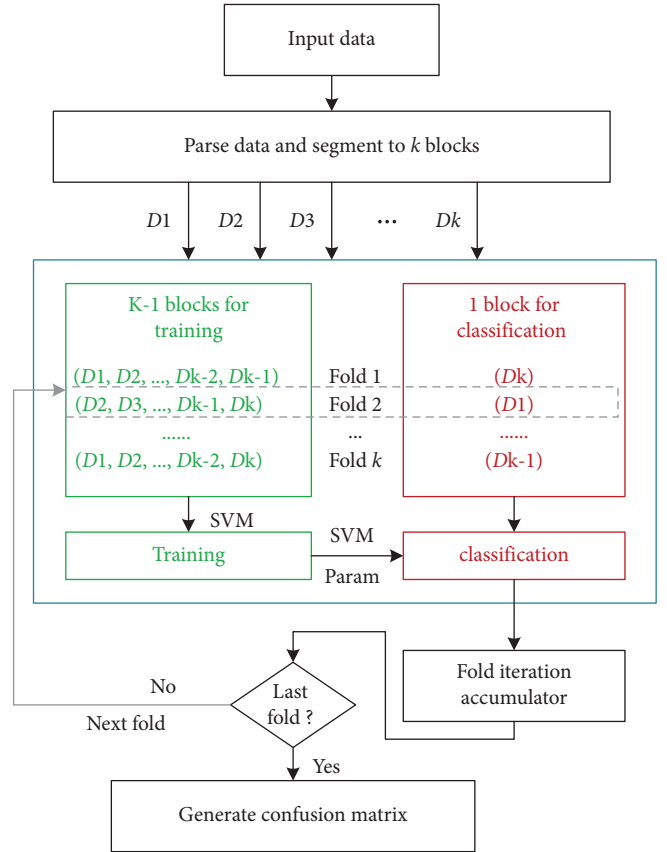 Input data
Parse data and segment to k blocks
D1 D2 D3 ... Dk
K-1 blocks for
training
1 block for
classification
(D1, D2, ..., Dk-2, Dk-1) Fold 1 (Dk)
(D2, D3, ..., Dk-1, Dk) Fold 2 (D1)
...... ... ......
(D1, D2, ..., Dk-2, Dk) Fold k (Dk-1)
SVM
Training
SVM
Param
classification
Fold iteration
accumulator
Last
fold ?
No
Next fold
Yes
Generate confusion matrix